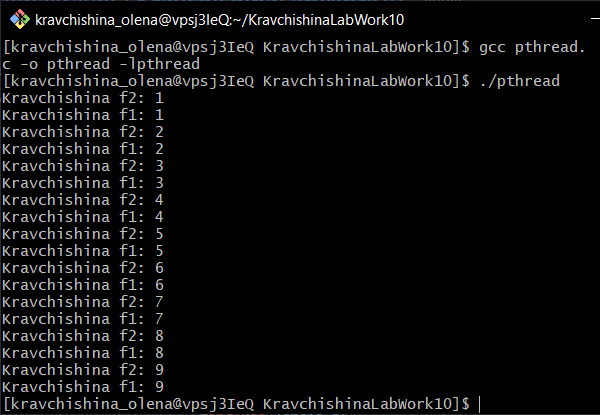 kravchishina_olena@vpsj3IeQ:~/KravchishinaLabWork10
[kravchishina_olena@vpsj3IeQ KravchishinaLabWork10]$ gcc pthread.
c -o pthread -lpthread
[kravchishina_olena@vpsj3IeQ KravchishinaLabWork10]$ ./pthread
Kravchishina f2: 1
Kravchishina f1: 1
Kravchishina f2: 2
Kravchishina f1: 2
Kravchishina f2: 3
Kravchishina f1: 3
Kravchishina f2: 4
Kravchishina f1: 4
Kravchishina f2: 5
Kravchishina f1: 5
Kravchishina f2: 6
Kravchishina f1: 6
Kravchishina f2: 7
Kravchishina f1: 7
Kravchishina f2: 8
Kravchishina f1: 8
Kravchishina f2: 9
Kravchishina f1: 9
[kravchishina_olena@vpsj3IeQ KravchishinaLabWork10]$